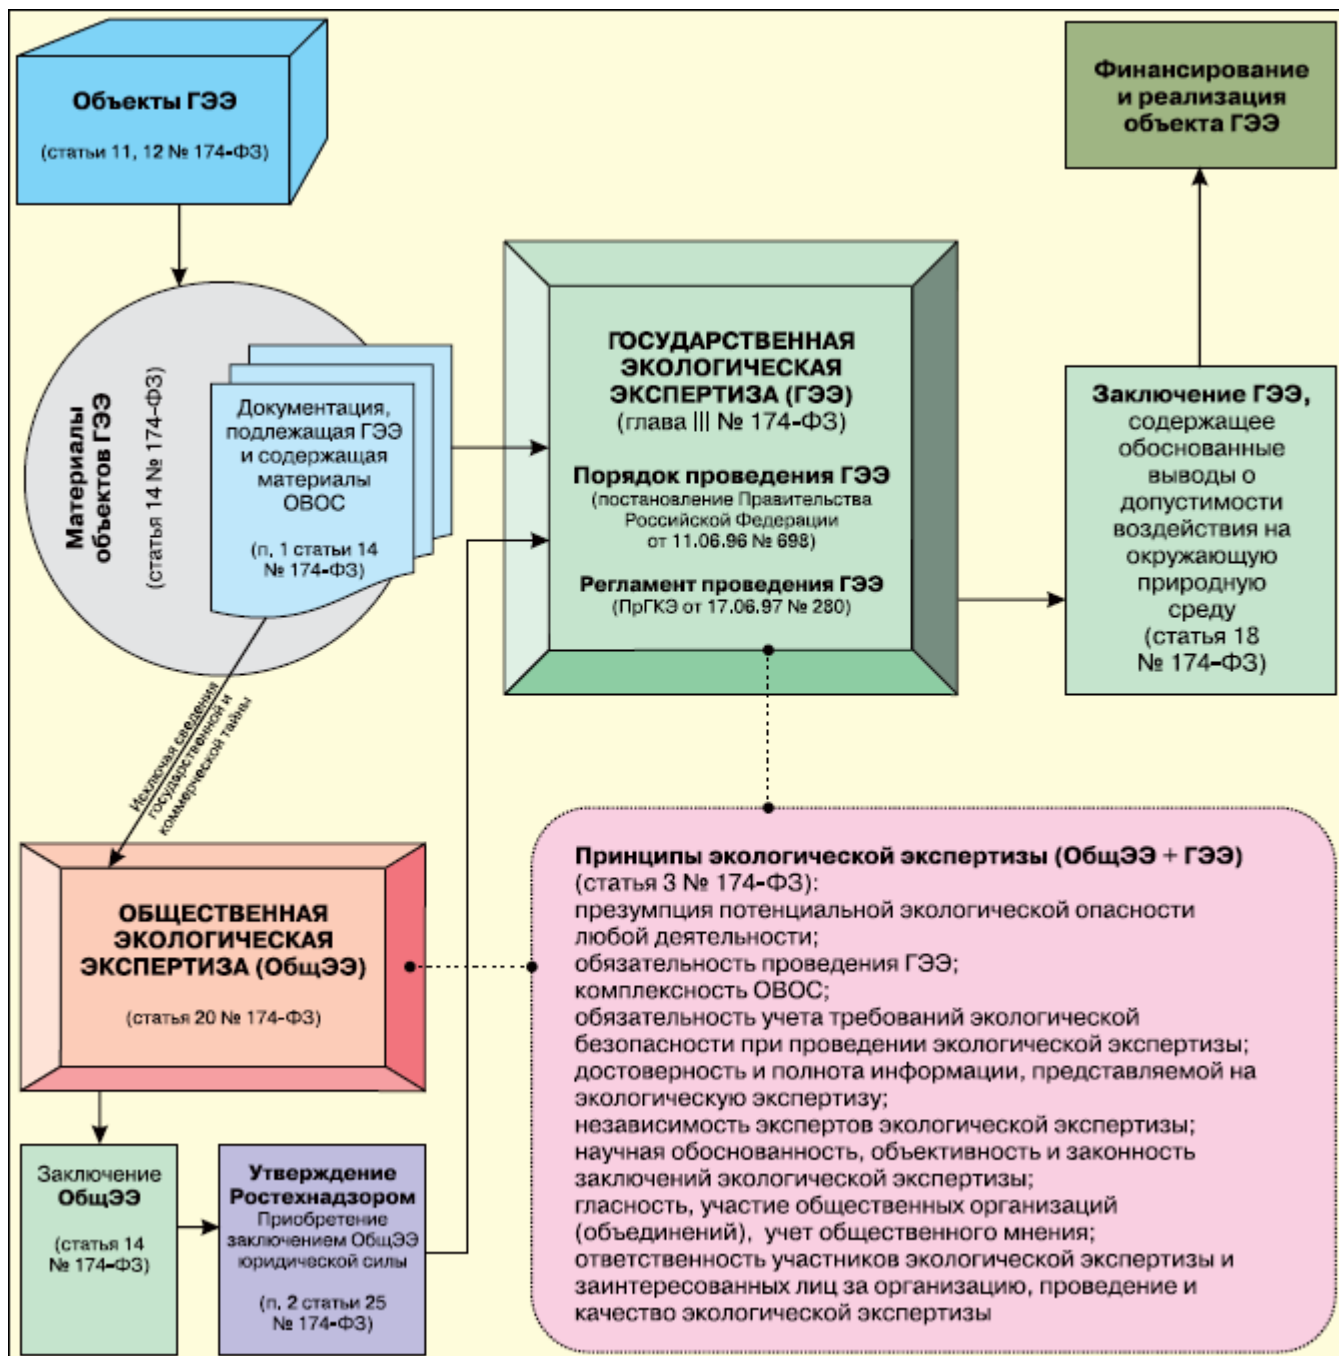 Объекты ГЭЭ
(статьи 11, 12 № 174-ФЗ)
Финансирование
и реализация
объекта ГЭЭ
Материалы
объектов ГЭЭ
(статья 14 № 174-ФЗ)
Документация,
подлежащая ГЭЭ
и содержащая
материалы
ОВОС
(п. 1 статьи 14
№ 174-ФЗ)
ГОСУДАРСТВЕННАЯ
ЭКОЛОГИЧЕСКАЯ
ЭКСПЕРТИЗА (ГЭЭ)
(глава III № 174-ФЗ)
Порядок проведения ГЭЭ
(постановление Правительства
Российской Федерации
от 11.06.96 № 698)
Регламент проведения ГЭЭ
(ПрГКЭ от 17.06.97 № 280)
Заключение ГЭЭ,
содержащее
обоснованные
выводы о
допустимости
воздействия на
окружающую
природную
среду
(статья 18
№ 174-ФЗ)
Исключая сведения
государственной и
коммерческой тайны
ОБЩЕСТВЕННАЯ
ЭКОЛОГИЧЕСКАЯ
ЭКСПЕРТИЗА (ОбщЭЭ)
(статья 20 № 174-ФЗ)
Заключение
ОбщЭЭ
(статья 14
№ 174-ФЗ)
Утверждение
Ростехнадзором
Приобретение
заключением ОбщЭЭ
юридической силы
(п. 2 статьи 25
№ 174-ФЗ)
Принципы экологической экспертизы (ОбщЭЭ + ГЭЭ)
(статья 3 № 174-ФЗ):
презумпция потенциальной экологической опасности
любой деятельности;
обязательность проведения ГЭЭ;
комплексность ОВОС;
обязательность учета требований экологической
безопасности при проведении экологической экспертизы;
достоверность и полнота информации, представляемой на
экологическую экспертизу;
независимость экспертов экологической экспертизы;
научная обоснованность, объективность и законность
заключений экологической экспертизы;
гласность, участие общественных организаций
(объединений), учет общественного мнения;
ответственность участников экологической экспертизы и
заинтересованных лиц за организацию, проведение и
качество экологической экспертизы